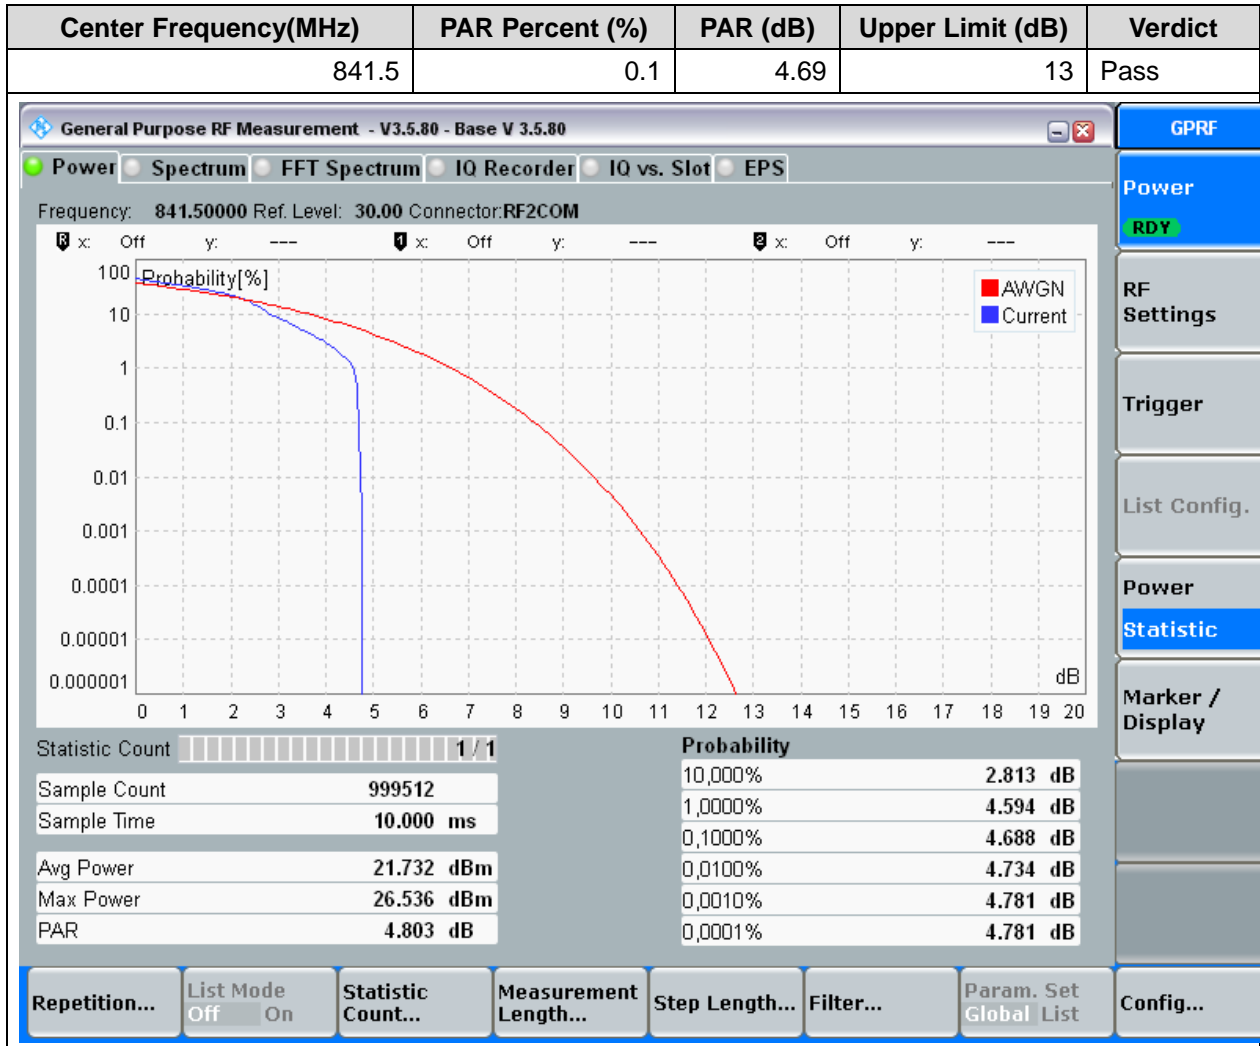 Center Frequency(MHz) PAR Percent (%) PAR (dB) Upper Limit (dB) Verdict
841.5 0.1 4.69 13 Pass
General Purpose RF Measurement - V3.5.80 - Base V 3.5.80
GPRF
Power Spectrum FFT Spectrum IQ Recorder IQ vs. Slot EPS
Frequency: 841.50000 Ref. Level: 30.00 Connector:RF2COM
R x: Off y: --- 1 x: Off y: --- 2 x: Off y: ---
Probability[%]
AWGN
Current
100
10
1
0.1
0.01
0.001
0.0001
0.00001
0.000001
dB
0 1 2 3 4 5 6 7 8 9 10 11 12 13 14 15 16 17 18 19 20
Statistic Count 1 / 1
Sample Count 999512
Sample Time 10.000 ms
Avg Power 21.732 dBm
Max Power 26.536 dBm
PAR 4.803 dB
Probability
10,000% 2.813 dB
1,0000% 4.594 dB
0,1000% 4.688 dB
0,0100% 4.734 dB
0,0010% 4.781 dB
0,0001% 4.781 dB
Power
RDY
RF
Settings
Trigger
List Config.
Power
Statistic
Marker /
Display
Repetition...
List Mode
Off On
Statistic
Count...
Measurement
Length...
Step Length...
Filter...
Param. Set
Global List
Config...